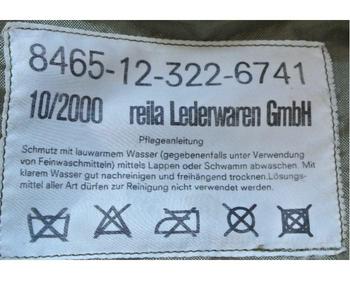 8465-12-322-6741
10/2000 reila Lederwaren GmbH
Pflegeanleitung
Schmutz mit lauwarmem Wasser (gegebenenfalls unter Verwendung
von Feinwaschmitteln) mittels Lappen oder Schwamm abwaschen. Mit
klarem Wasser gut nachreinigen und freihängend trocknen.Lösungs-
mittel aller Art dürfen zur Reinigung nicht verwendet werden.